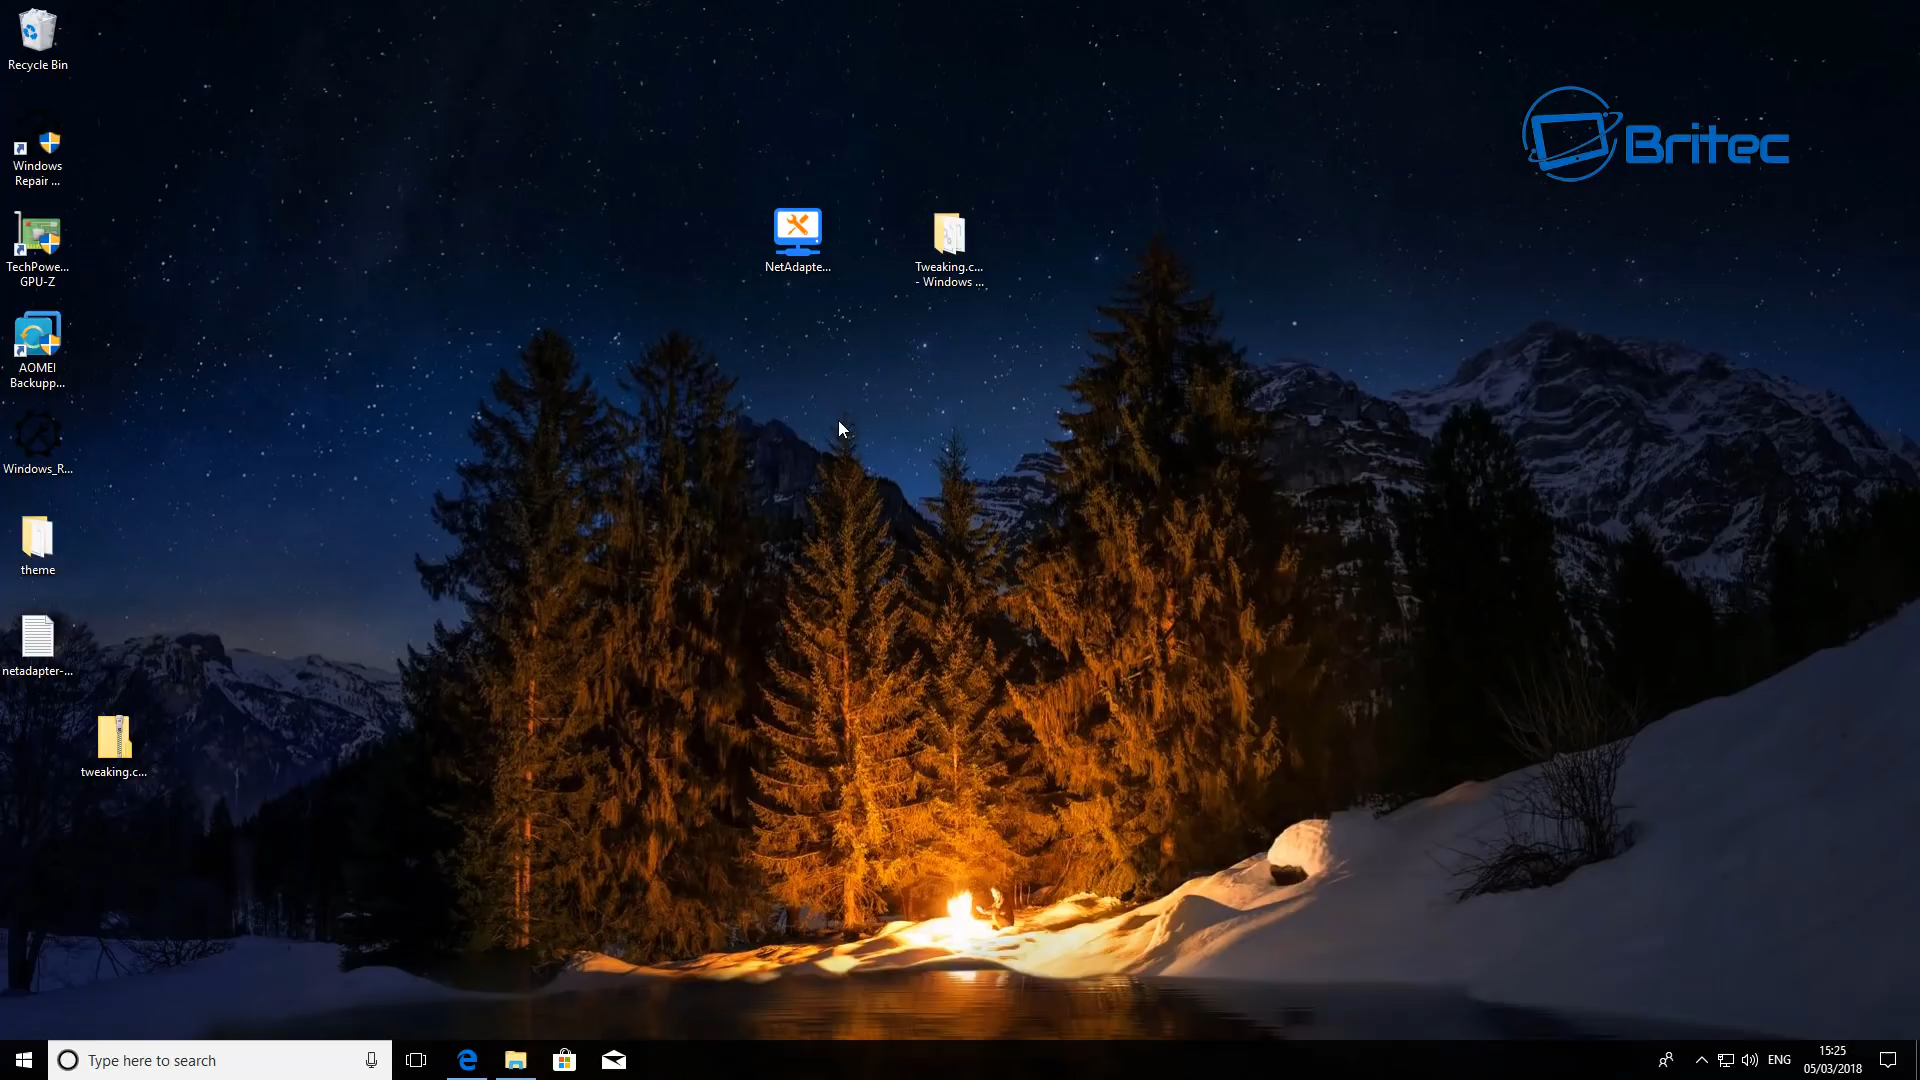 Recycle Bin
Britec
Windows
Repair ...
TechPowe...
GPU-Z
NetAdapte...
Tweaking.c...
- Windows ...
AOMEI
Backupp...
Windows_R...
theme
netadapter-...
tweaking.c...
Type here to search
ENG
15:25
05/03/2018